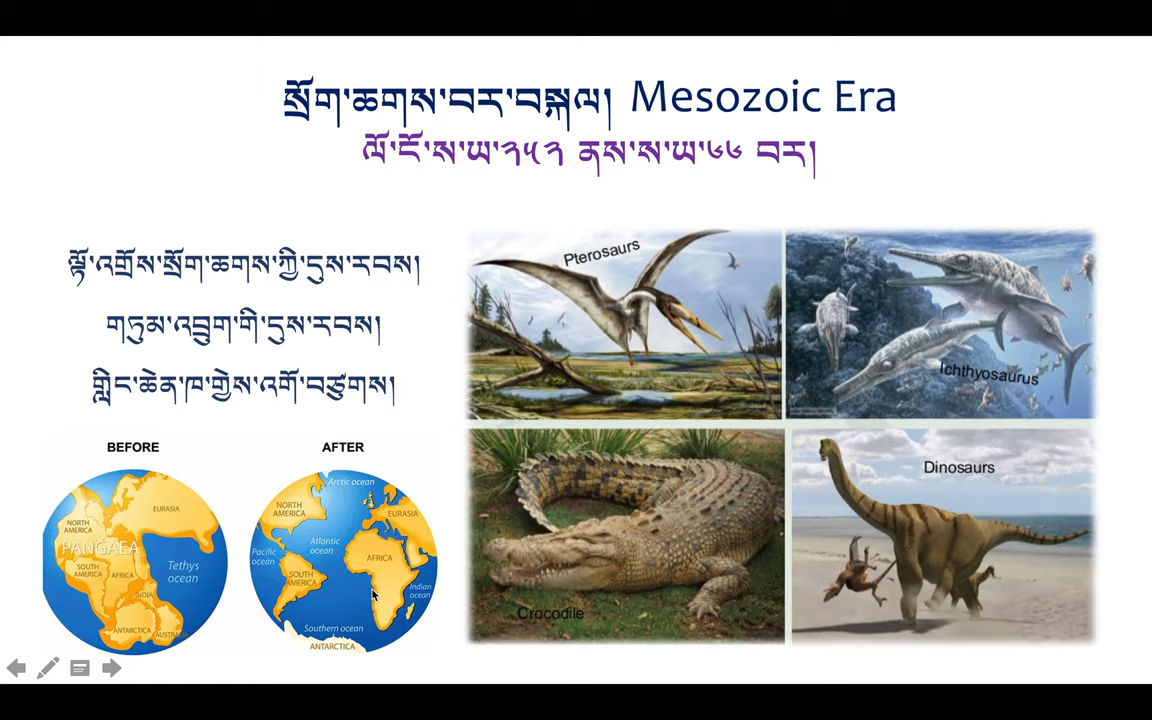 སྲོག་ཆགས་བར་བསྐལ། Mesozoic Era
ལོ་ངོ་ས་ཡ་༢༥༢ ནས་ས་ཡ་༦༦ བར།
ལྟོ་འགྲོས་སྲོག་ཆགས་ཀྱི་དུས་རབས།
གཏུམ་འབྲུག་གི་དུས་རབས།
གླིང་ཆེན་ཁ་གྱེས་འགོ་བཙུགས།
Pterosaurs
Ichthyosaurus
Crocodile
Dinosaurs
BEFORE
NORTH AMERICA
EURASIA
PANGAEA
SOUTH AMERICA
AFRICA
INDIA
Tethys ocean
ANTARCTICA
AUSTRALIA
AFTER
Arctic ocean
NORTH AMERICA
EURASIA
Atlantic ocean
Pacific ocean
AFRICA
SOUTH AMERICA
Indian ocean
Southern ocean
ANTARCTICA